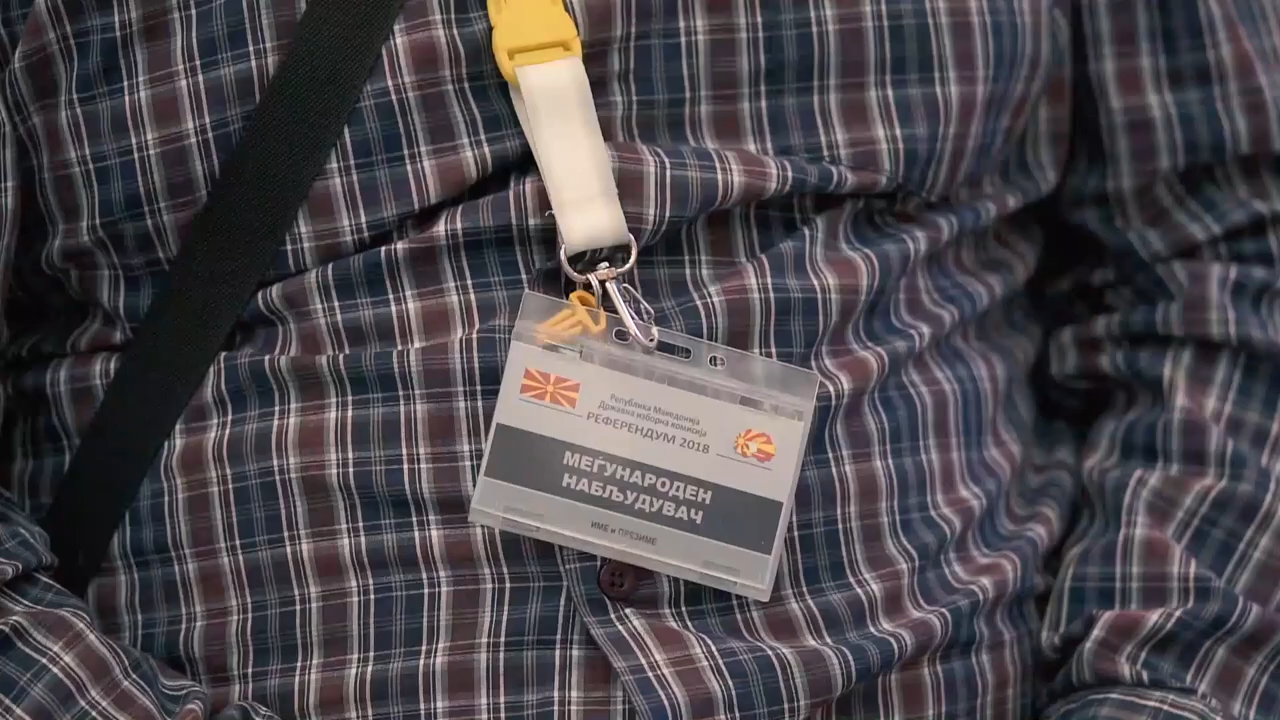 Република Македонија
Државна изборна комисија
РЕФЕРЕНДУМ 2018
МЕЃУНАРОДЕН
НАБЉУДУВАЧ
ИМЕ и ПРЕЗИМЕ